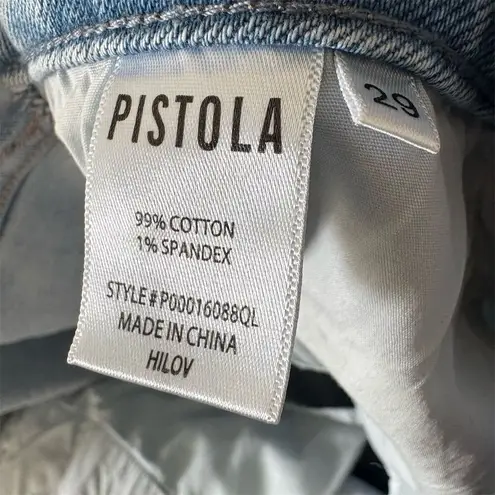 PISTOLA
29
99% COTTON
1% SPANDEX
STYLE#P00016088QL
MADE IN CHINA
HILOV